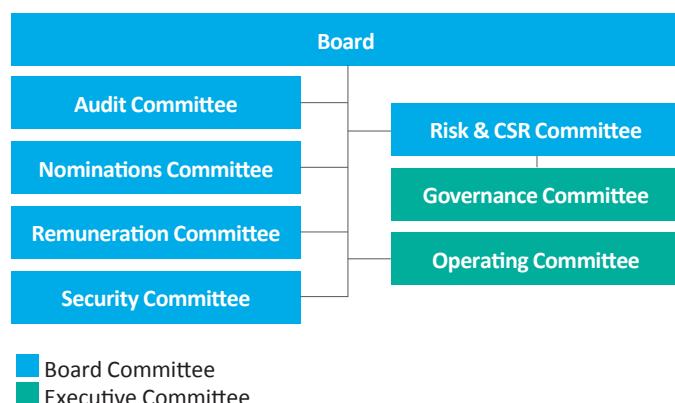 Board
Audit Committee
Nominations Committee
Remuneration Committee
Security Committee
Risk & CSR Committee
Governance Committee
Operating Committee
Board Committee
Executive Committee